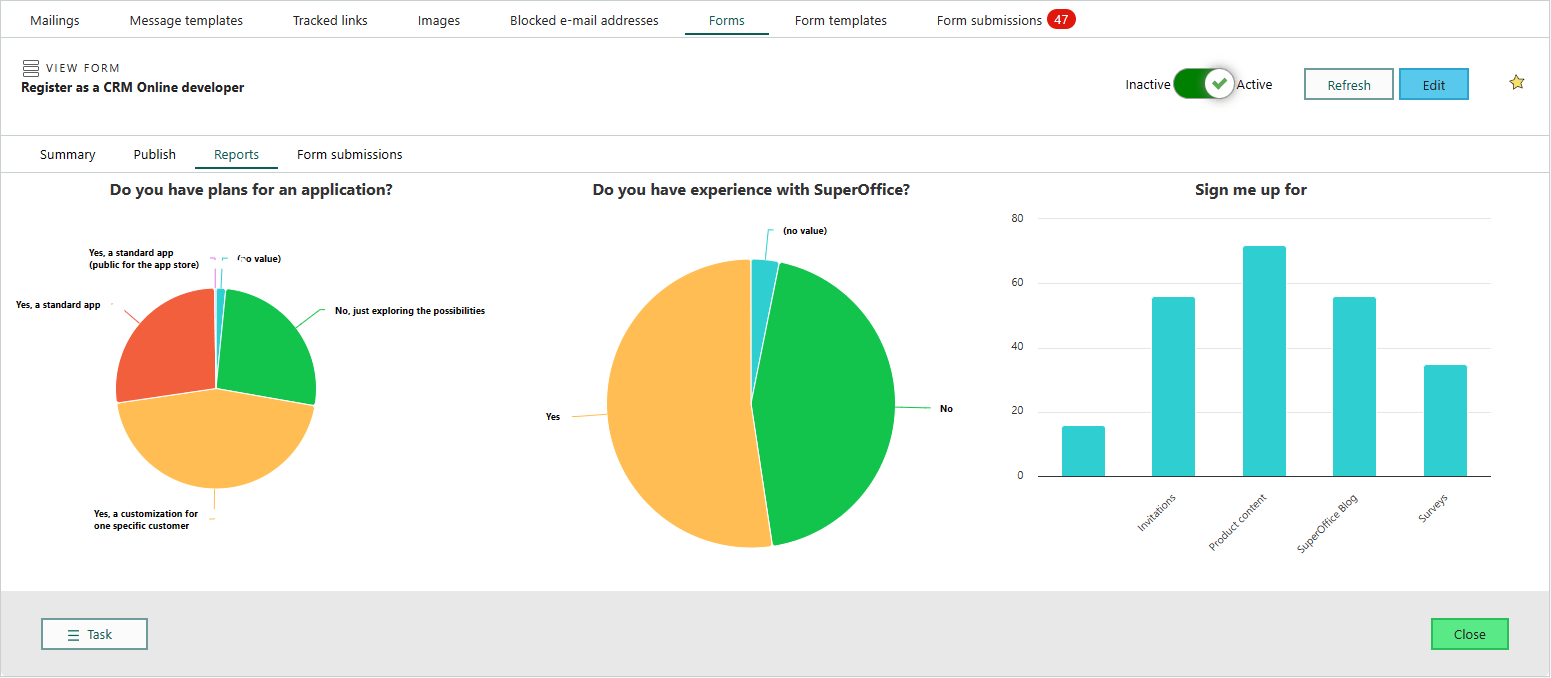 Mailings
Message templates
Tracked links
Images
Blocked e-mail addresses
Forms
Form templates
Form submissions 47
VIEW FORM
Register as a CRM Online developer
Inactive
Active
Refresh
Edit
Summary
Publish
Reports
Form submissions
Do you have plans for an application?
Yes, a standard app
(public for the app store)
(no value)
Yes, a standard app
No, just exploring the possibilities
Yes, a customization for
one specific customer
Do you have experience with SuperOffice?
(no value)
Yes
No
Sign me up for
80
60
40
20
0
Invitations
Product content
SuperOffice Blog
Surveys
Task
Close